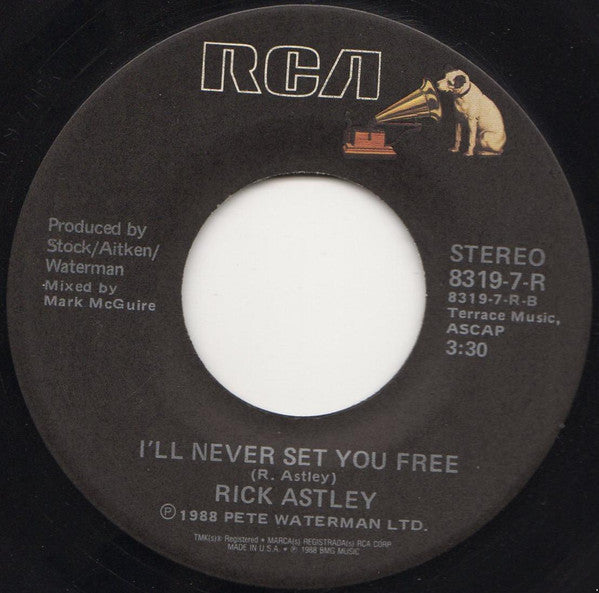 RCA
Produced by
Stock/Aitken/
Waterman
-Mixed by
Mark McGuire
STEREO
8319-7-R
8319-7-R-B
Terrace Music,
ASCAP
3:30
I'LL NEVER SET YOU FREE
(R. Astley)
RICK ASTLEY
℗1988 PETE WATERMAN LTD.
TMK(s)® Registered • MARCA(s) REGISTRADA(s) RCA CORP
MADE IN U.S.A. • ℗ 1988 BMG MUSIC